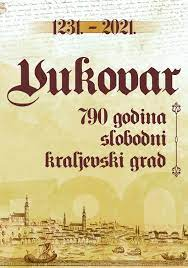 1231. - 2021.
Vukovar
790 godina
slobodni
kraljevski grad